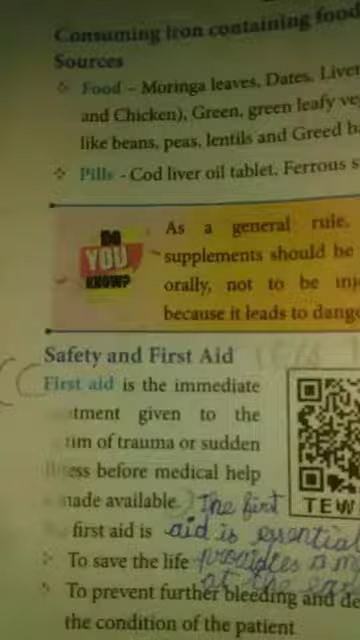 Consuming Iron containing food
Sources
Food - Moringa leaves, Dates, Liver
and Chicken), Green, green leafy
like beans, peas, lentils and Greed
Pills - Cod liver oil tablet, Ferrous
DO
YOU
KNOW?
As a general rule,
supplements should be
orally, not to be
because it leads to
Safety and First Aid
First aid is the immediate
tment given to the
tim of trauma or sudden
ess before medical help
made available
first aid is
To save the life
To prevent further bleeding and
the condition of the patient
The first
aid is essential
provides
at the
TEW